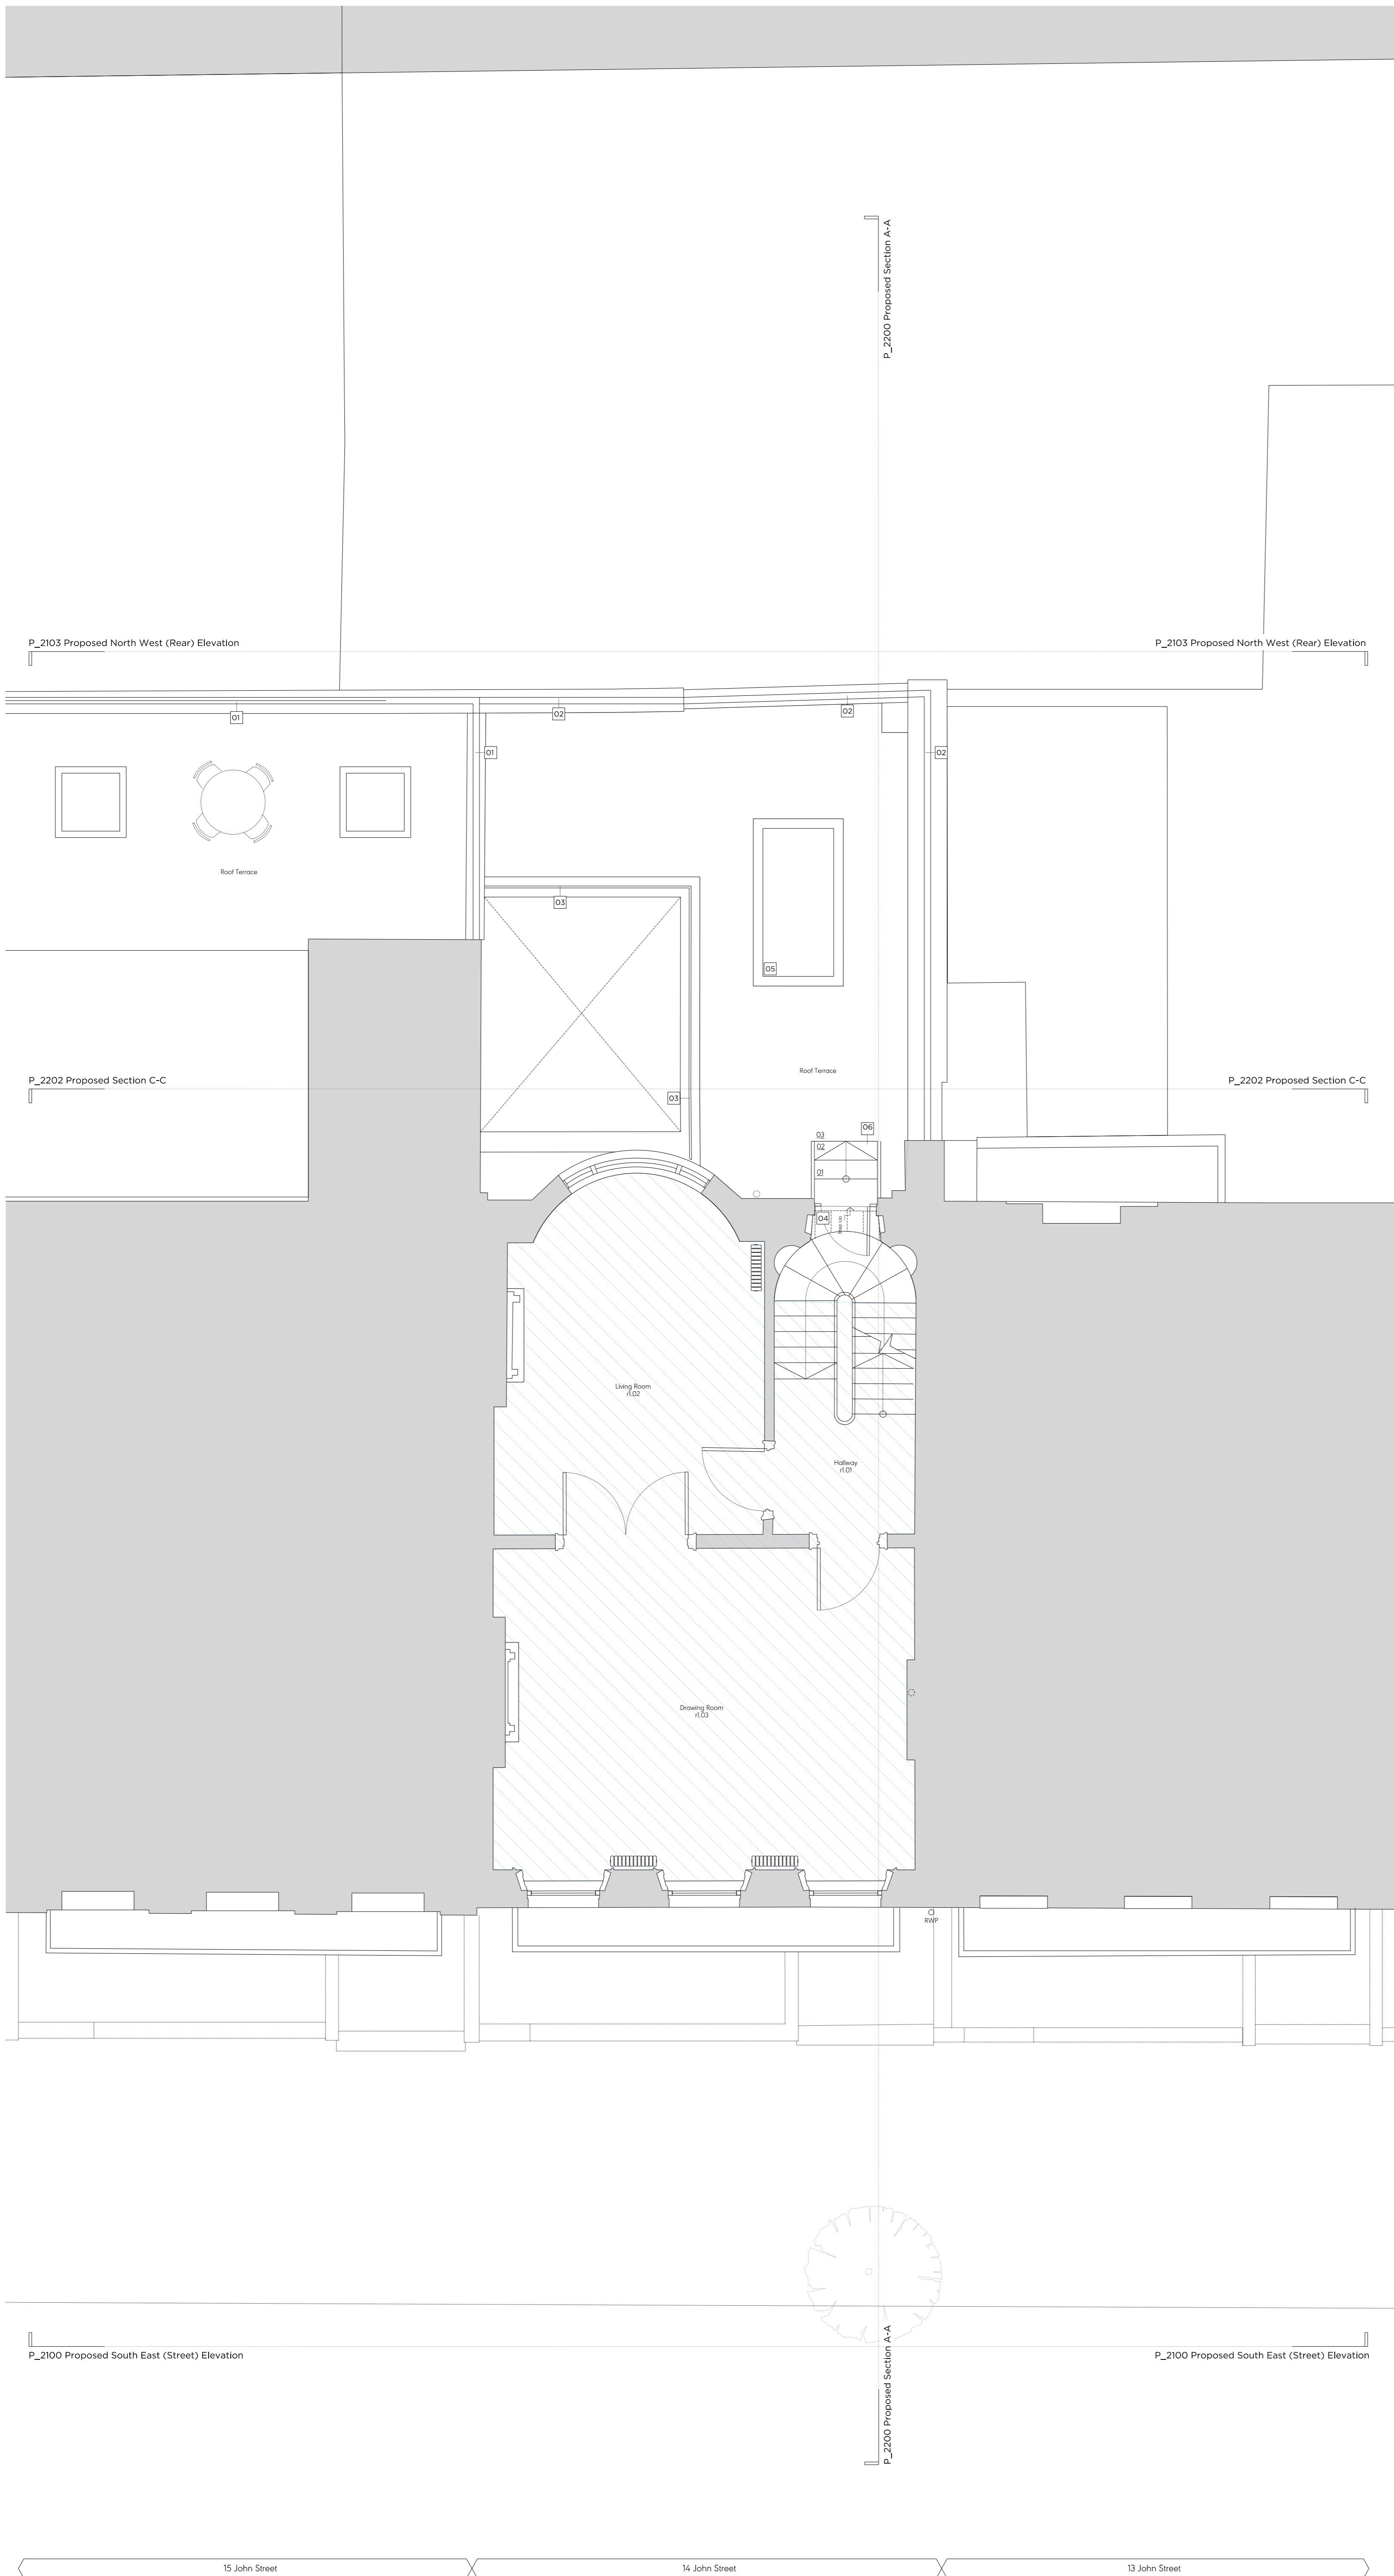 P_2200 Proposed Section A-A
P_2103 Proposed North West (Rear) Elevation
P_2103 Proposed North West (Rear) Elevation
01
02
02
01
02
Roof Terrace
03
05
Roof Terrace
P_2202 Proposed Section C-C
P_2202 Proposed Section C-C
03
06
03
02
01
04
Step Up
Living Room
r1.02
Hallway
r1.01
Drawing Room
r1.03
RWP
P_2100 Proposed South East (Street) Elevation
P_2100 Proposed South East (Street) Elevation
P_2200 Proposed Section A-A
15 John Street
14 John Street
13 John Street